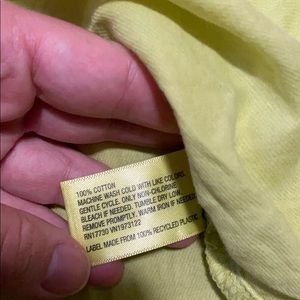 100% COTTON
MACHINE WASH COLD WITH LIKE COLORS.
GENTLE CYCLE. ONLY NON-CHLORINE
BLEACH IF NEEDED. TUMBLE DRY LOW.
REMOVE PROMPTLY. WARM IRON IF NEEDED.
RN17730 VN1973122
LABEL MADE FROM 100% RECYCLED PLASTIC